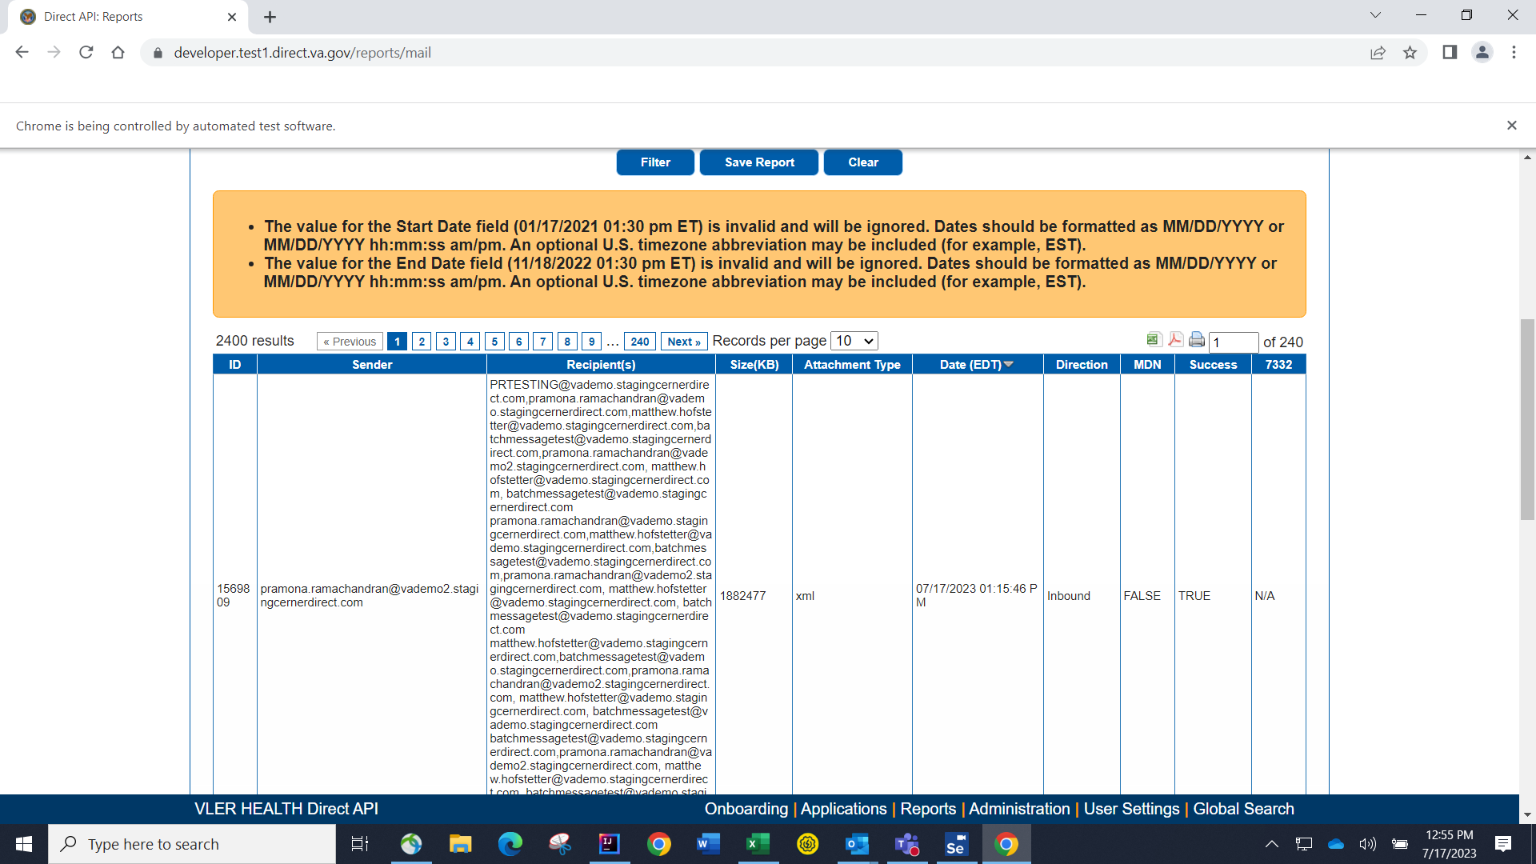 Direct API: Reports
developer.test1.direct.va.gov/reports/mail
Chrome is being controlled by automated test software.
Filter
Save Report
Clear
• The value for the Start Date field (01/17/2021 01:30 pm ET) is invalid and will be ignored. Dates should be formatted as MM/DD/YYYY or
MM/DD/YYYY hh:mm:ss am/pm. An optional U.S. timezone abbreviation may be included (for example, EST).
• The value for the End Date field (11/18/2022 01:30 pm ET) is invalid and will be ignored. Dates should be formatted as MM/DD/YYYY or
MM/DD/YYYY hh:mm:ss am/pm. An optional U.S. timezone abbreviation may be included (for example, EST).
2400 results « Previous 1 2 3 4 5 6 7 8 9 ... 240 Next » Records per page 10 1 of 240
ID Sender Recipient(s) Size(KB) Attachment Type Date (EDT) Direction MDN Success 7332
15698
09
pramona.ramachandran@vademo2.stagi
ngcernerdirect.com
PRTESTING@vademo.stagingcernerdire
ct.com,pramona.ramachandran@vadem
o.stagingcernerdirect.com,matthew.hofste
tter@vademo.stagingcernerdirect.com,ba
tchmessagetest@vademo.stagingcernerd
irect.com,pramona.ramachandran@vade
mo2.stagingcernerdirect.com, matthew.h
ofstetter@vademo.stagingcernerdirect.co
m, batchmessagetest@vademo.stagingc
ernerdirect.com
pramona.ramachandran@vademo.stagin
gcernerdirect.com,matthew.hofstetter@va
demo.stagingcernerdirect.com,batchmes
sagetest@vademo.stagingcernerdirect.co
m,pramona.ramachandran@vademo2.sta
gingcernerdirect.com, matthew.hofstetter
@vademo.stagingcernerdirect.com, batch
messagetest@vademo.stagingcernerdire
ct.com
matthew.hofstetter@vademo.stagingcern
erdirect.com,batchmessagetest@vadem
o.stagingcernerdirect.com,pramona.rama
chandran@vademo2.stagingcernerdirect.
com, matthew.hofstetter@vademo.stagin
gcernerdirect.com, batchmessagetest@v
ademo.stagingcernerdirect.com
batchmessagetest@vademo.stagingcern
erdirect.com,pramona.ramachandran@va
demo2.stagingcernerdirect.com, matthe
w.hofstetter@vademo.stagingcernerdirec
t.com, batchmessagetest@vademo.stagi
1882477
xml
07/17/2023 01:15:46 P
M
Inbound
FALSE
TRUE
N/A
VLER HEALTH Direct API
Onboarding | Applications | Reports | Administration | User Settings | Global Search
Type here to search
12:55 PM
7/17/2023